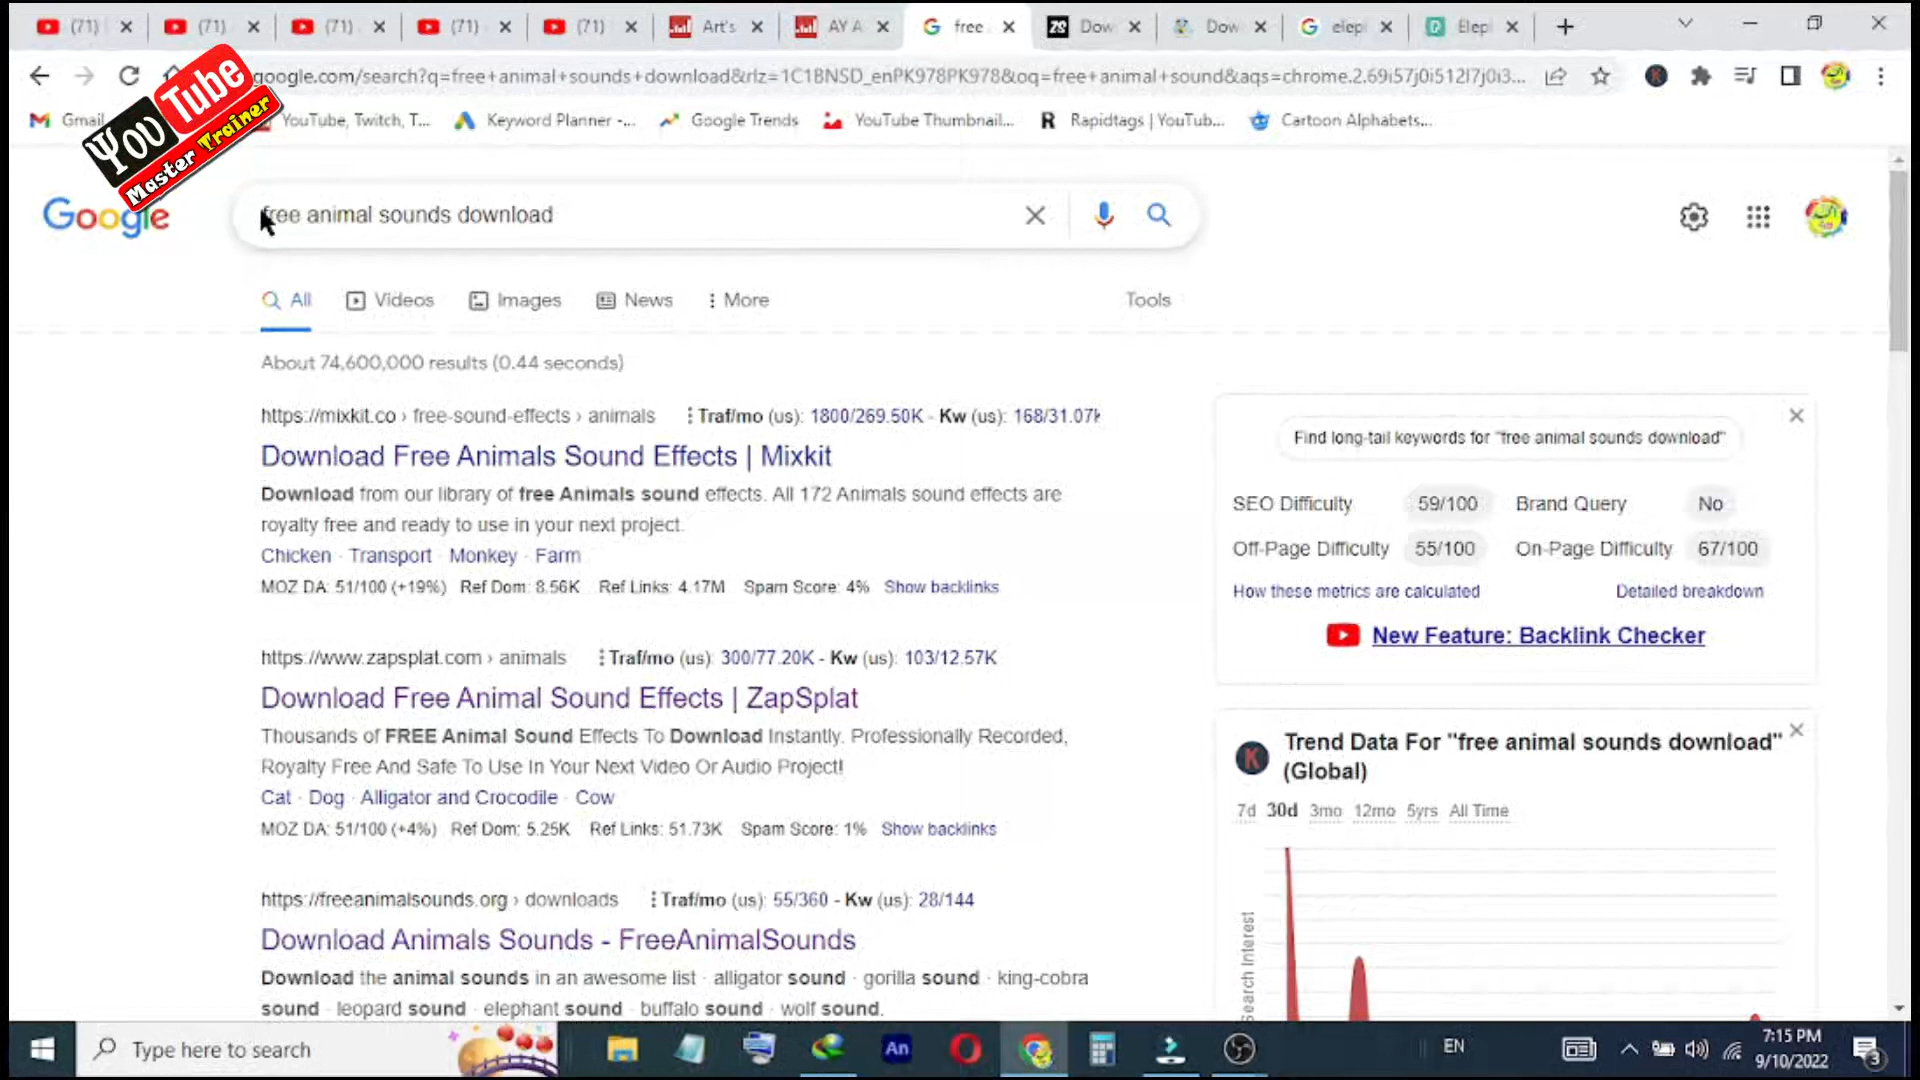 (71)
(71)
(71)
(71)
(71)
Art's
AY A
free
Dow
Dow
elep
Elep
google.com/search?q=free+animal+sounds+download&rlz=1C1BNSD_enPK978PK978&oq=free+animal+sound&aqs=chrome.2.69i57j0i512l7j0i3...
Gmail
YouTube, Twitch, T...
Keyword Planner -...
Google Trends
YouTube Thumbnail...
Rapidtags | YouTub...
Cartoon Alphabets...
YouTube
Master Trainer
Google
free animal sounds download
All
Videos
Images
News
More
Tools
About 74,600,000 results (0.44 seconds)
https://mixkit.co › free-sound-effects › animals
Traf/mo (us): 1800/269.50K - Kw (us): 168/31.07k
Download Free Animals Sound Effects | Mixkit
Download from our library of free Animals sound effects. All 172 Animals sound effects are
royalty free and ready to use in your next project.
Chicken · Transport · Monkey · Farm
MOZ DA: 51/100 (+19%) Ref Dom: 8.56K Ref Links: 4.17M Spam Score: 4% Show backlinks
https://www.zapsplat.com › animals
Traf/mo (us): 300/77.20K - Kw (us): 103/12.57K
Download Free Animal Sound Effects | ZapSplat
Thousands of FREE Animal Sound Effects To Download Instantly. Professionally Recorded,
Royalty Free And Safe To Use In Your Next Video Or Audio Project!
Cat · Dog · Alligator and Crocodile · Cow
MOZ DA: 51/100 (+4%) Ref Dom: 5.25K Ref Links: 51.73K Spam Score: 1% Show backlinks
https://freeanimalsounds.org › downloads
Traf/mo (us): 55/360 - Kw (us): 28/144
Download Animals Sounds - FreeAnimalSounds
Download the animal sounds in an awesome list · alligator sound · gorilla sound · king-cobra
sound · leopard sound · elephant sound · buffalo sound · wolf sound.
Find long-tail keywords for "free animal sounds download"
SEO Difficulty 59/100 Brand Query No
Off-Page Difficulty 55/100 On-Page Difficulty 67/100
How these metrics are calculated
Detailed breakdown
New Feature: Backlink Checker
Trend Data For "free animal sounds download"
(Global)
7d 30d 3mo 12mo 5yrs All Time
Search Interest
Type here to search
An
EN
7:15 PM
9/10/2022
3